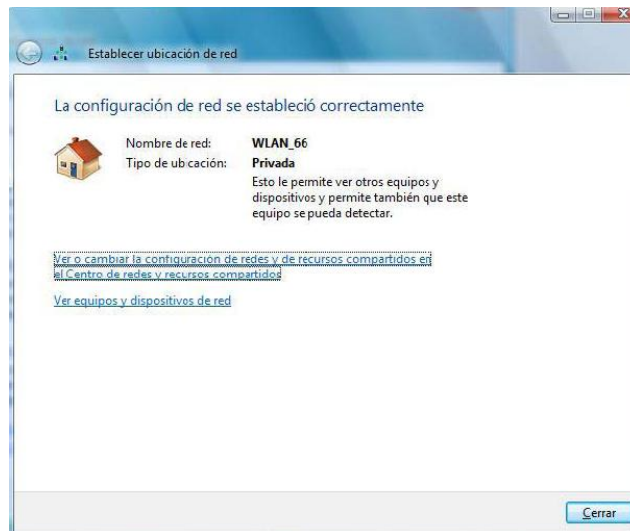 Establecer ubicación de red
La configuración de red se estableció correctamente
Nombre de red: WLAN_66
Tipo de ubicación: Privada
Esto le permite ver otros equipos y
dispositivos y permite también que este
equipo se pueda detectar.
Ver o cambiar la configuración de redes y de recursos compartidos en
el Centro de redes y recursos compartidos
Ver equipos y dispositivos de red
Cerrar